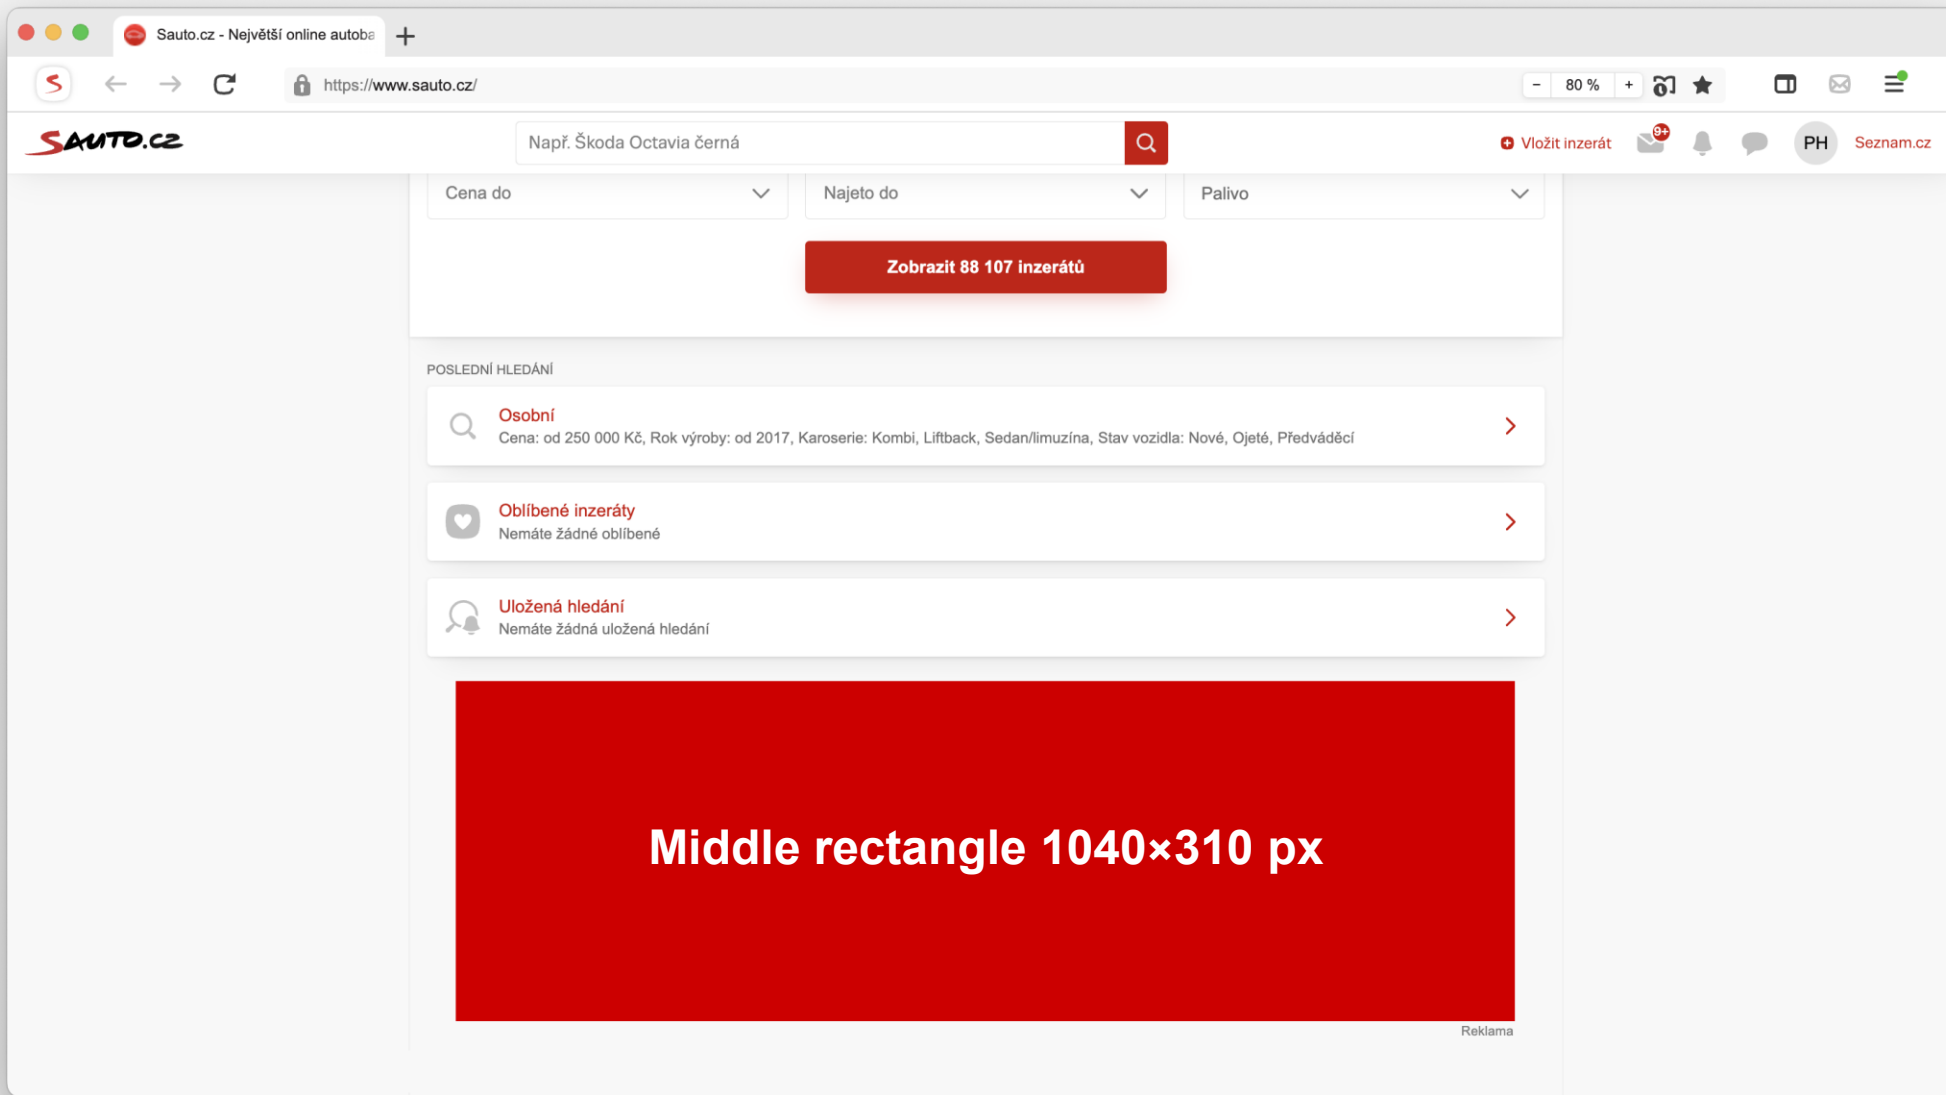 Sauto.cz - Největší online autoba
https://www.sauto.cz/
- 80 % +
SAUTO.CZ
Např. Škoda Octavia černá
Vložit inzerát
9+
PH
Seznam.cz
Cena do
Najeto do
Palivo
Zobrazit 88 107 inzerátů
POSLEDNÍ HLEDÁNÍ
Osobní
Cena: od 250 000 Kč, Rok výroby: od 2017, Karoserie: Kombi, Liftback, Sedan/limuzína, Stav vozidla: Nové, Ojeté, Předváděcí
Oblíbené inzeráty
Nemáte žádné oblíbené
Uložená hledání
Nemáte žádná uložená hledání
Middle rectangle 1040×310 px
Reklama